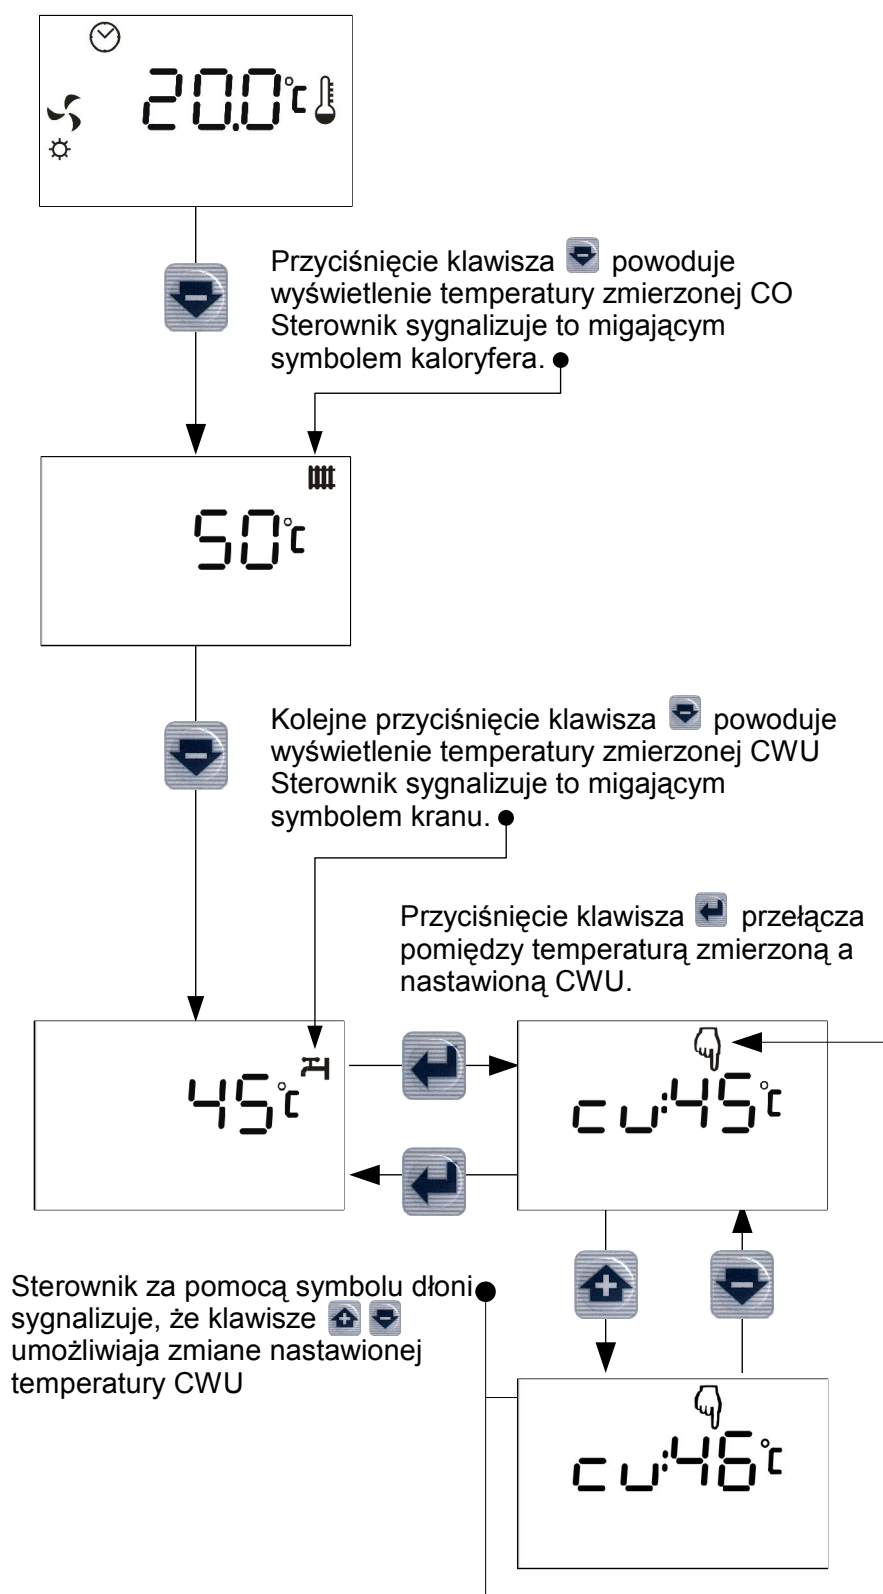 20.0°C
Przyciśnięcie klawisza powoduje
wyświetlenie temperatury zmierzonej CO
Sterownik sygnalizuje to migającym
symbolem kaloryfera.
50°C
Kolejne przyciśnięcie klawisza powoduje
wyświetlenie temperatury zmierzonej CWU
Sterownik sygnalizuje to migającym
symbolem kranu.
Przyciśnięcie klawisza przełącza
pomiędzy temperaturą zmierzoną a
nastawioną CWU.
45°C
cu:45°C
Sterownik za pomocą symbolu dłoni
sygnalizuje, że klawisze
umożliwiaja zmiane nastawionej
temperatury CWU
cu:46°C